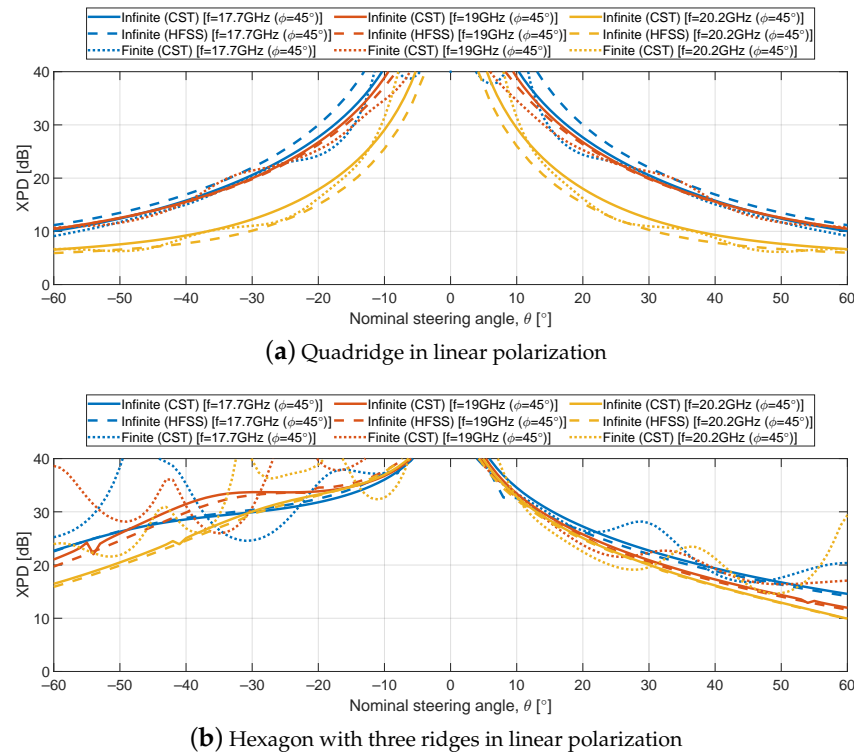 Infinite (CST) [f=17.7GHz (ϕ=45°)] Infinite (CST) [f=19GHz (ϕ=45°)] Infinite (CST) [f=20.2GHz (ϕ=45°)]
Infinite (HFSS) [f=17.7GHz (ϕ=45°)] Infinite (HFSS) [f=19GHz (ϕ=45°)] Infinite (HFSS) [f=20.2GHz (ϕ=45°)]
Finite (CST) [f=17.7GHz (ϕ=45°)] Finite (CST) [f=19GHz (ϕ=45°)] Finite (CST) [f=20.2GHz (ϕ=45°)]
40
30
20
10
0
XPD [dB]
−60 −50 −40 −30 −20 −10 0 10 20 30 40 50 60
Nominal steering angle, θ [°]
(a) Quadridge in linear polarization
Infinite (CST) [f=17.7GHz (ϕ=45°)] Infinite (CST) [f=19GHz (ϕ=45°)] Infinite (CST) [f=20.2GHz (ϕ=45°)]
Infinite (HFSS) [f=17.7GHz (ϕ=45°)] Infinite (HFSS) [f=19GHz (ϕ=45°)] Infinite (HFSS) [f=20.2GHz (ϕ=45°)]
Finite (CST) [f=17.7GHz (ϕ=45°)] Finite (CST) [f=19GHz (ϕ=45°)] Finite (CST) [f=20.2GHz (ϕ=45°)]
40
30
20
10
0
XPD [dB]
−60 −50 −40 −30 −20 −10 0 10 20 30 40 50 60
Nominal steering angle, θ [°]
(b) Hexagon with three ridges in linear polarization